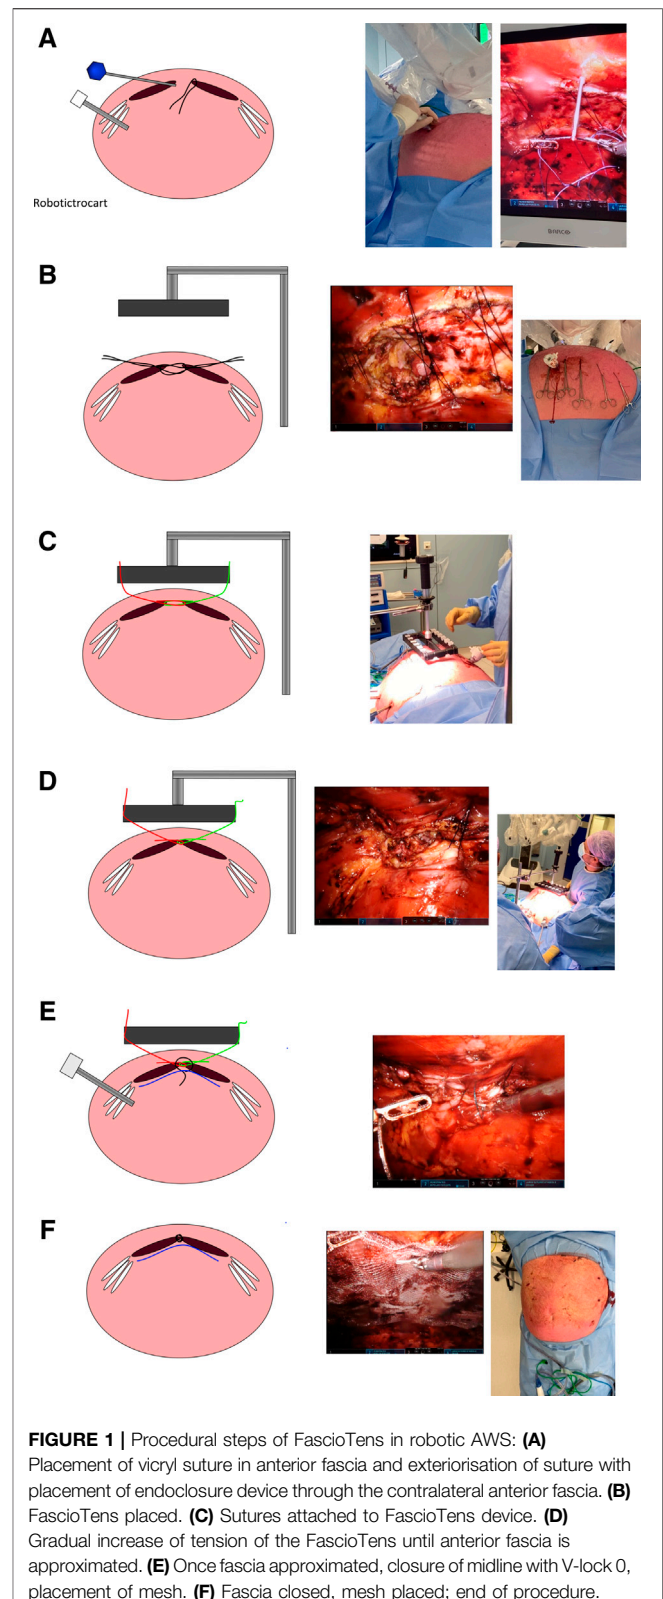 A
Robotictrocart
B
C
D
E
F
FIGURE 1 | Procedural steps of FascioTens in robotic AWS: (A)
Placement of vicryl suture in anterior fascia and exteriorisation of suture with
placement of endoclosure device through the contralateral anterior fascia. (B)
FascioTens placed. (C) Sutures attached to FascioTens device. (D)
Gradual increase of tension of the FascioTens until anterior fascia is
approximated. (E) Once fascia approximated, closure of midline with V-lock 0,
placement of mesh. (F) Fascia closed, mesh placed; end of procedure.